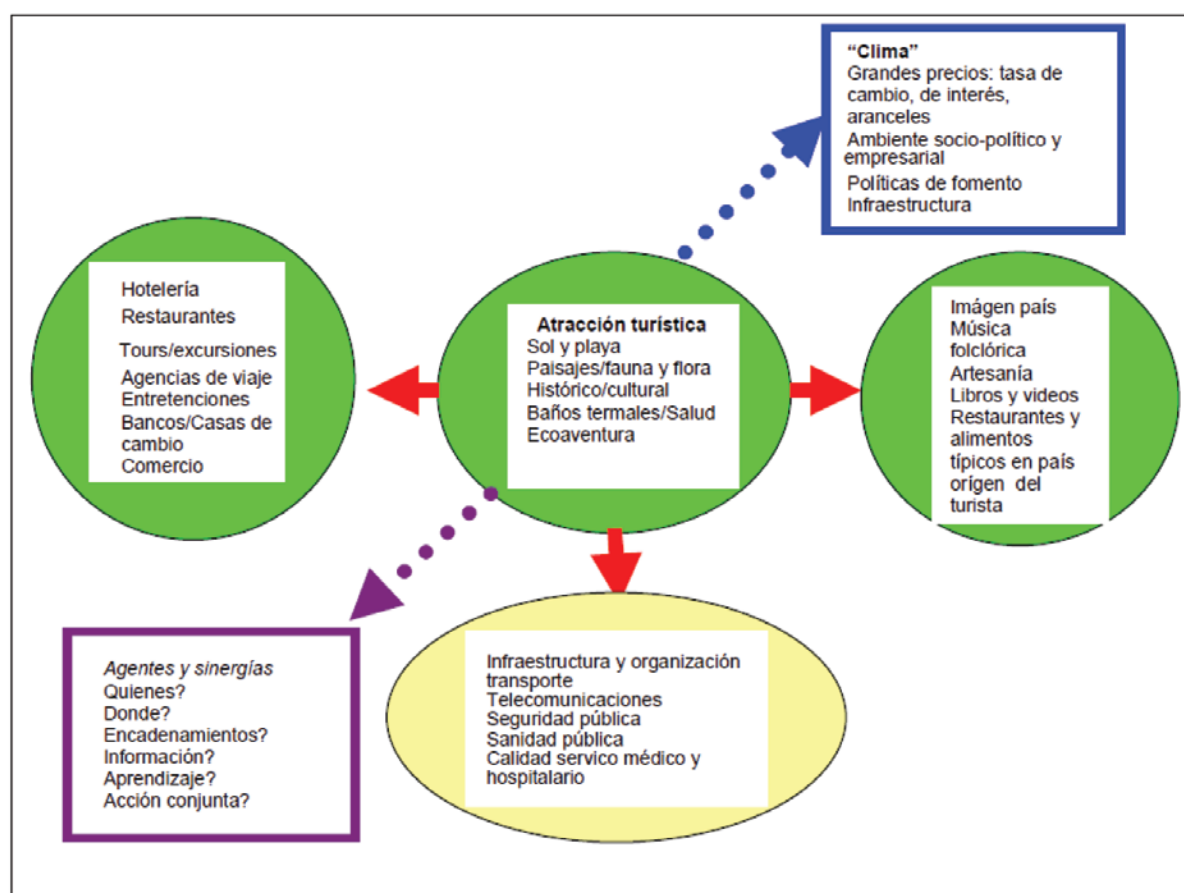 “Clima”
Grandes precios: tasa de
cambio, de interés,
aranceles
Ambiente socio-político y
empresarial
Políticas de fomento
Infraestructura
Hotelería
Restaurantes
Tours/excursiones
Agencias de viaje
Entretenciones
Bancos/Casas de
cambio
Comercio
Atracción turística
Sol y playa
Paisajes/fauna y flora
Histórico/cultural
Baños termales/Salud
Ecoaventura
Imágen país
Música
folclórica
Artesanía
Libros y videos
Restaurantes y
alimentos
típicos en país
orígen del
turista
Agentes y sinergías
Quienes?
Donde?
Encadenamientos?
Información?
Aprendizaje?
Acción conjunta?
Infraestructura y organización
transporte
Telecomunicaciones
Seguridad pública
Sanidad pública
Calidad servico médico y
hospitalario